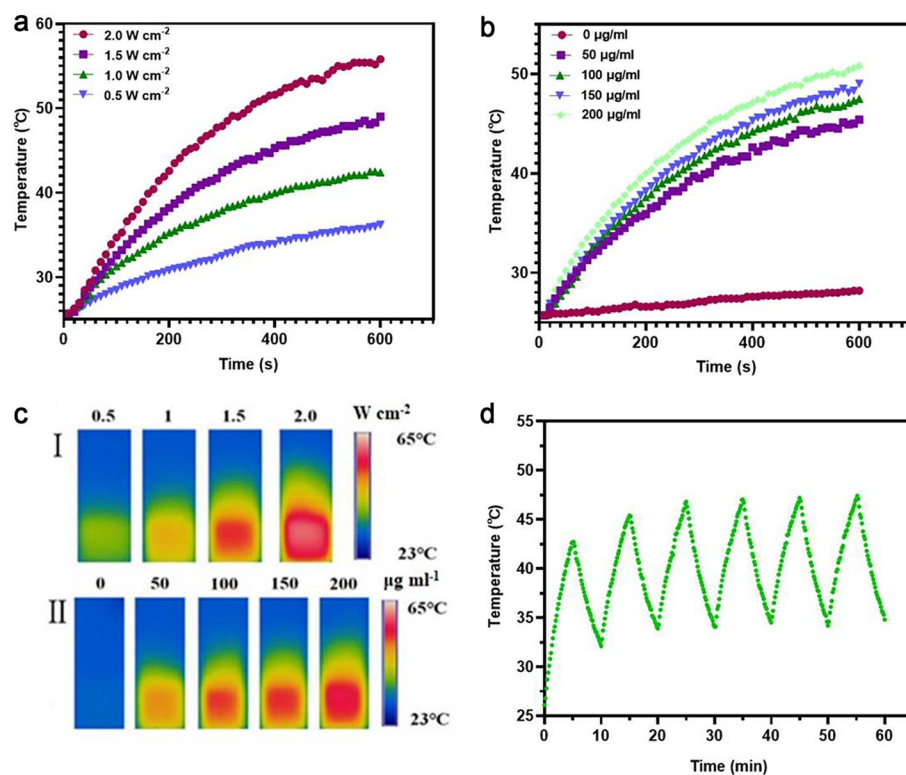 a
60
50
40
30
0
200
400
600
Temperature (℃)
Time (s)
2.0 W cm⁻²
1.5 W cm⁻²
1.0 W cm⁻²
0.5 W cm⁻²
b
50
40
30
0
200
400
600
Temperature (℃)
Time (s)
0 µg/ml
50 µg/ml
100 µg/ml
150 µg/ml
200 µg/ml
c
0.5 1 1.5 2.0 W cm⁻²
I
65°C
23°C
0 50 100 150 200 µg ml⁻¹
II
65°C
23°C
d
55
50
45
40
35
30
25
0 10 20 30 40 50 60
Temperature (℃)
Time (min)